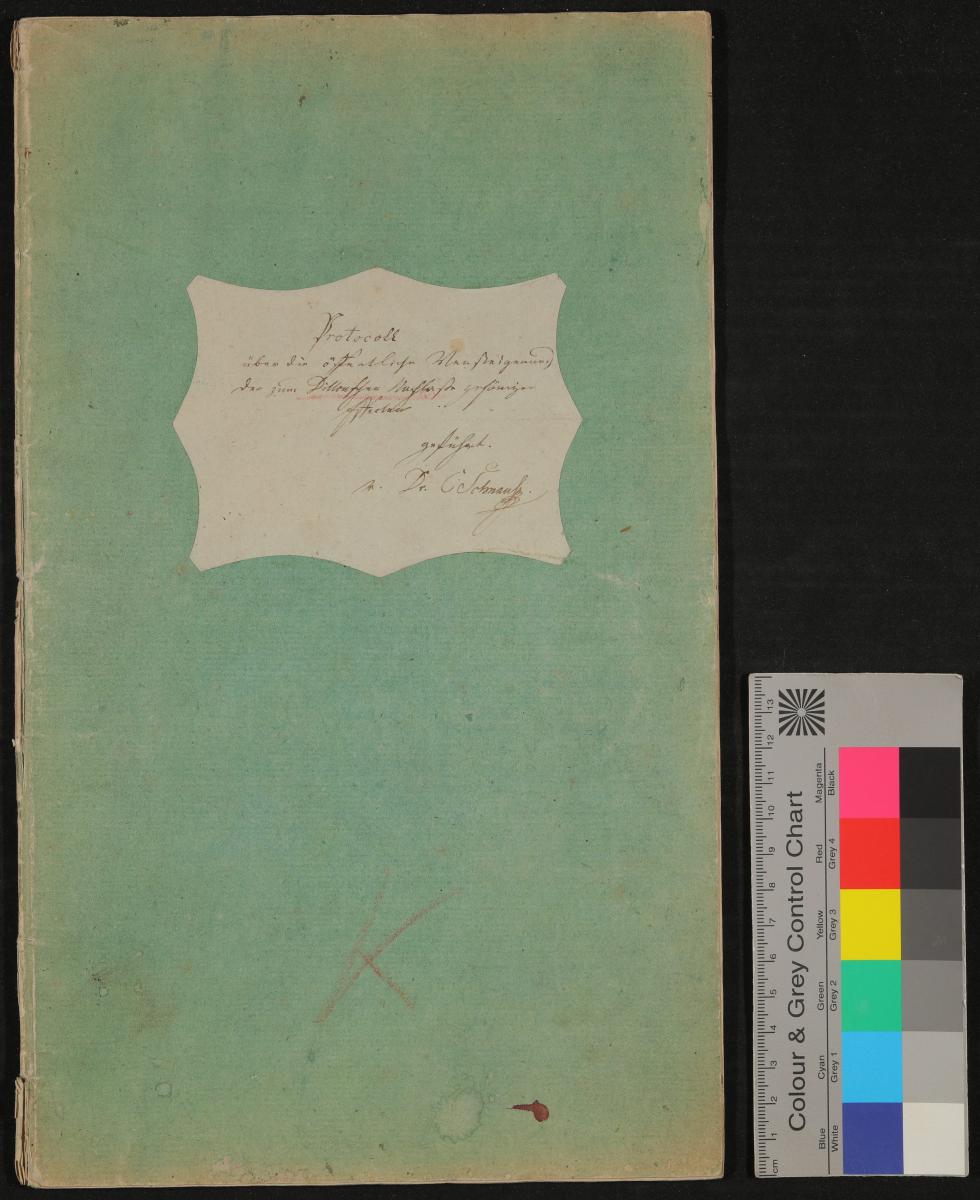 Protocoll
über die öffentliche Versteigerung
der zum Dillonschen Nachlasse gehörigen
Effecten
geführt.
v. Dr. C Schmauß.
K
Colour & Grey Control Chart
Blue Cyan Green Yellow Red Magenta
White Grey 1 Grey 2 Grey 3 Grey 4 Black
cm 1 2 3 4 5 6 7 8 9 10 11 12 13